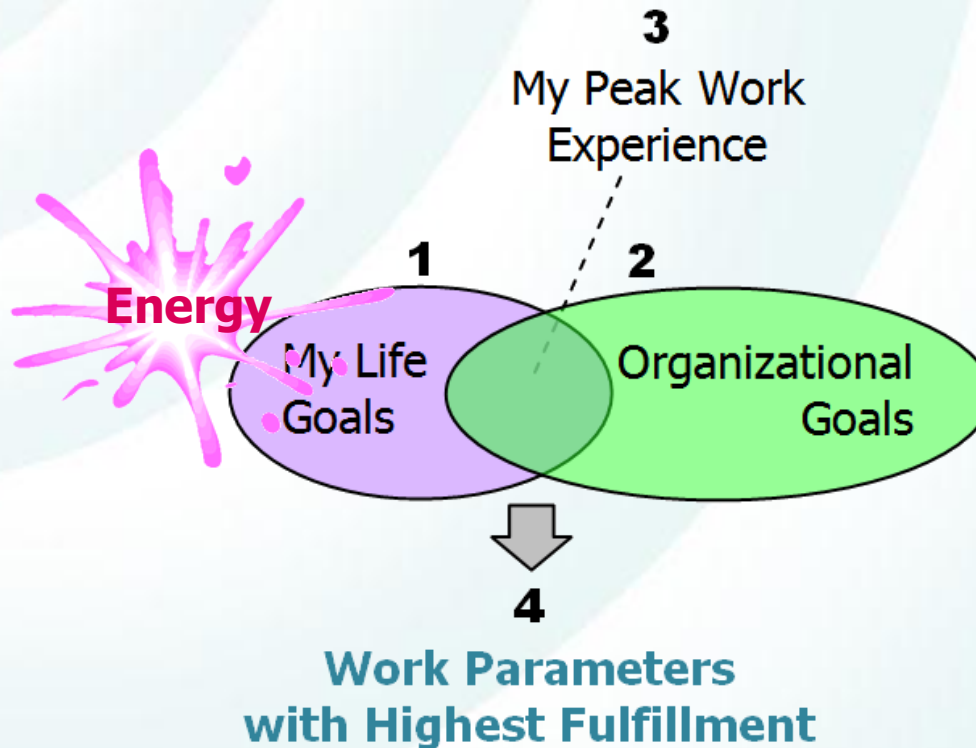 3
My Peak Work
Experience
1
2
Energy
My Life
Goals
Organizational
Goals
4
Work Parameters
with Highest Fulfillment